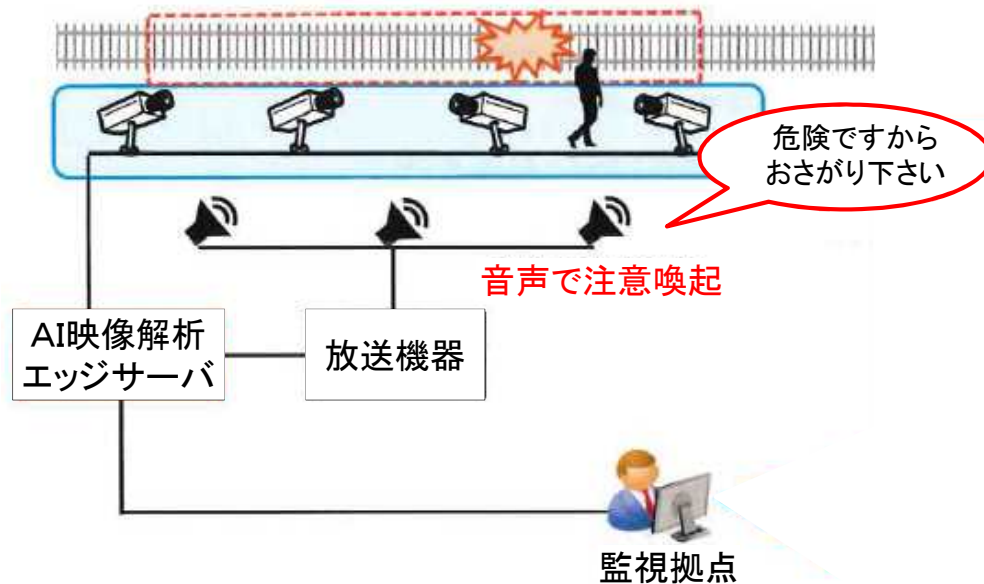 危険ですから
おさがり下さい
音声で注意喚起
AI映像解析
エッジサーバ
放送機器
監視拠点